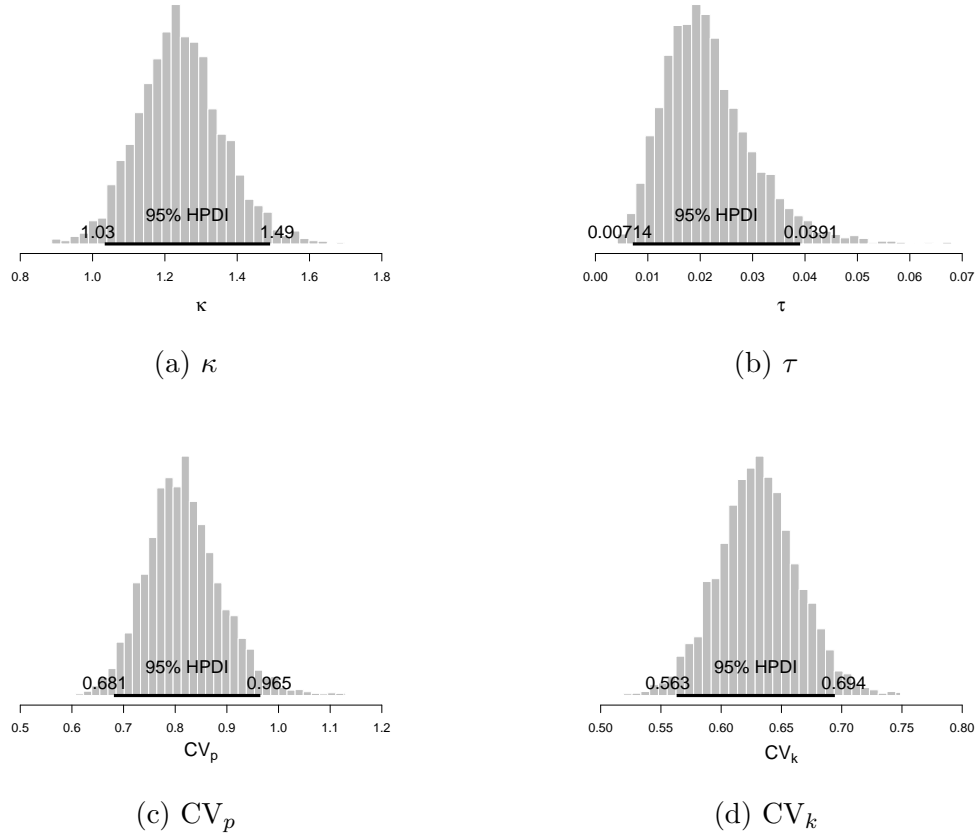 95% HPDI
1.03 1.49
0.8 1.0 1.2 1.4 1.6 1.8
κ
(a) κ
95% HPDI
0.00714 0.0391
0.00 0.01 0.02 0.03 0.04 0.05 0.06 0.07
τ
(b) τ
95% HPDI
0.681 0.965
0.5 0.6 0.7 0.8 0.9 1.0 1.1 1.2
CVp
(c) CVp
95% HPDI
0.563 0.694
0.50 0.55 0.60 0.65 0.70 0.75 0.80
CVk
(d) CVk